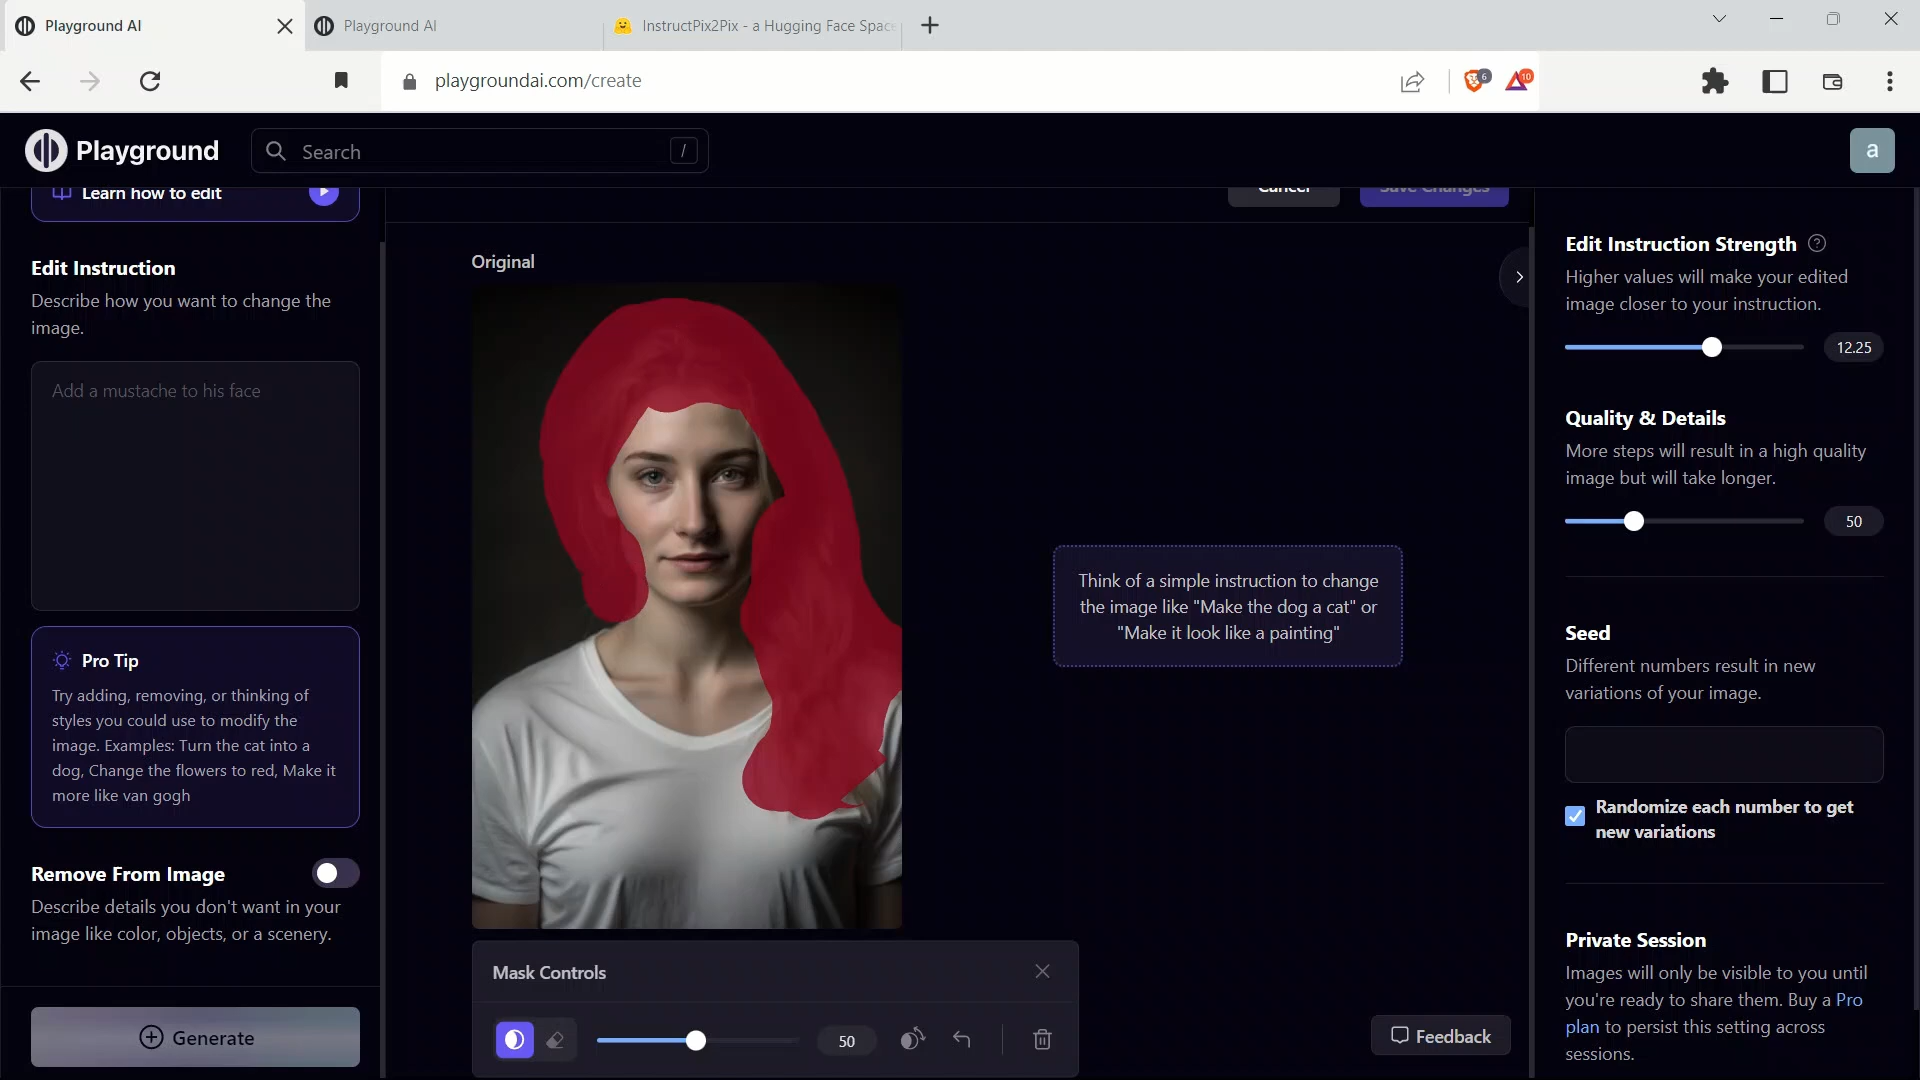 Playground AI
Playground AI
InstructPix2Pix - a Hugging Face Space
playgroundai.com/create
6
10
Playground
Search
/
a
Learn how to edit
Cancel
Save Changes
Edit Instruction
Describe how you want to change the
image.
Add a mustache to his face
Pro Tip
Try adding, removing, or thinking of
styles you could use to modify the
image. Examples: Turn the cat into a
dog, Change the flowers to red, Make it
more like van gogh
Remove From Image
Describe details you don't want in your
image like color, objects, or a scenery.
Generate
Original
Think of a simple instruction to change
the image like "Make the dog a cat" or
"Make it look like a painting"
Mask Controls
50
Feedback
Edit Instruction Strength
Higher values will make your edited
image closer to your instruction.
12.25
Quality & Details
More steps will result in a high quality
image but will take longer.
50
Seed
Different numbers result in new
variations of your image.
Randomize each number to get
new variations
Private Session
Images will only be visible to you until
you're ready to share them. Buy a Pro
plan to persist this setting across
sessions.